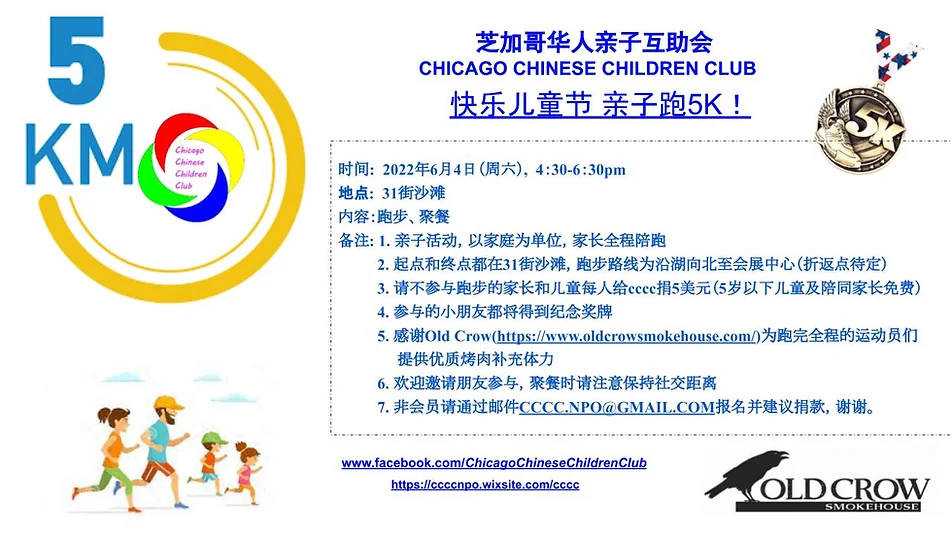 5
KM
Chicago
Chinese
Children
Club
芝加哥华人亲子互助会
CHICAGO CHINESE CHILDREN CLUB
快乐儿童节 亲子跑5K！
5K
时间: 2022年6月4日(周六), 4:30-6:30pm
地点: 31街沙滩
内容:跑步、聚餐
备注: 1. 亲子活动, 以家庭为单位, 家长全程陪跑
2. 起点和终点都在31街沙滩, 跑步路线为沿湖向北至会展中心(折返点待定)
3. 请不参与跑步的家长和儿童每人给cccc捐5美元(5岁以下儿童及陪同家长免费)
4. 参与的小朋友都将得到纪念奖牌
5. 感谢Old Crow(https://www.oldcrowsmokehouse.com/)为跑完全程的运动员们
提供优质烤肉补充体力
6. 欢迎邀请朋友参与, 聚餐时请注意保持社交距离
7. 非会员请通过邮件CCCC.NPO@GMAIL.COM报名并建议捐款, 谢谢。
www.facebook.com/ChicagoChineseChildrenClub
https://ccccnpo.wixsite.com/cccc
OLD CROW
SMOKEHOUSE